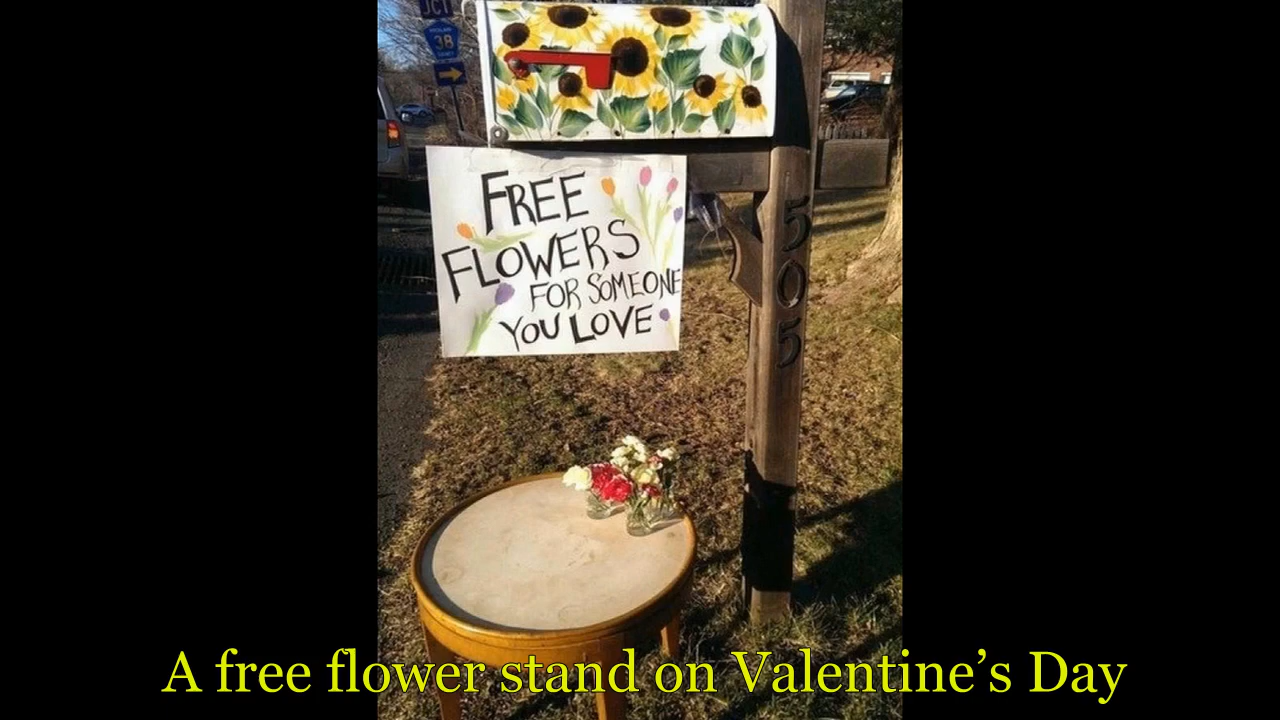 JCT
38
FREE
FLOWERS
FOR SOMEONE
YOU LOVE
505
A free flower stand on Valentine’s Day